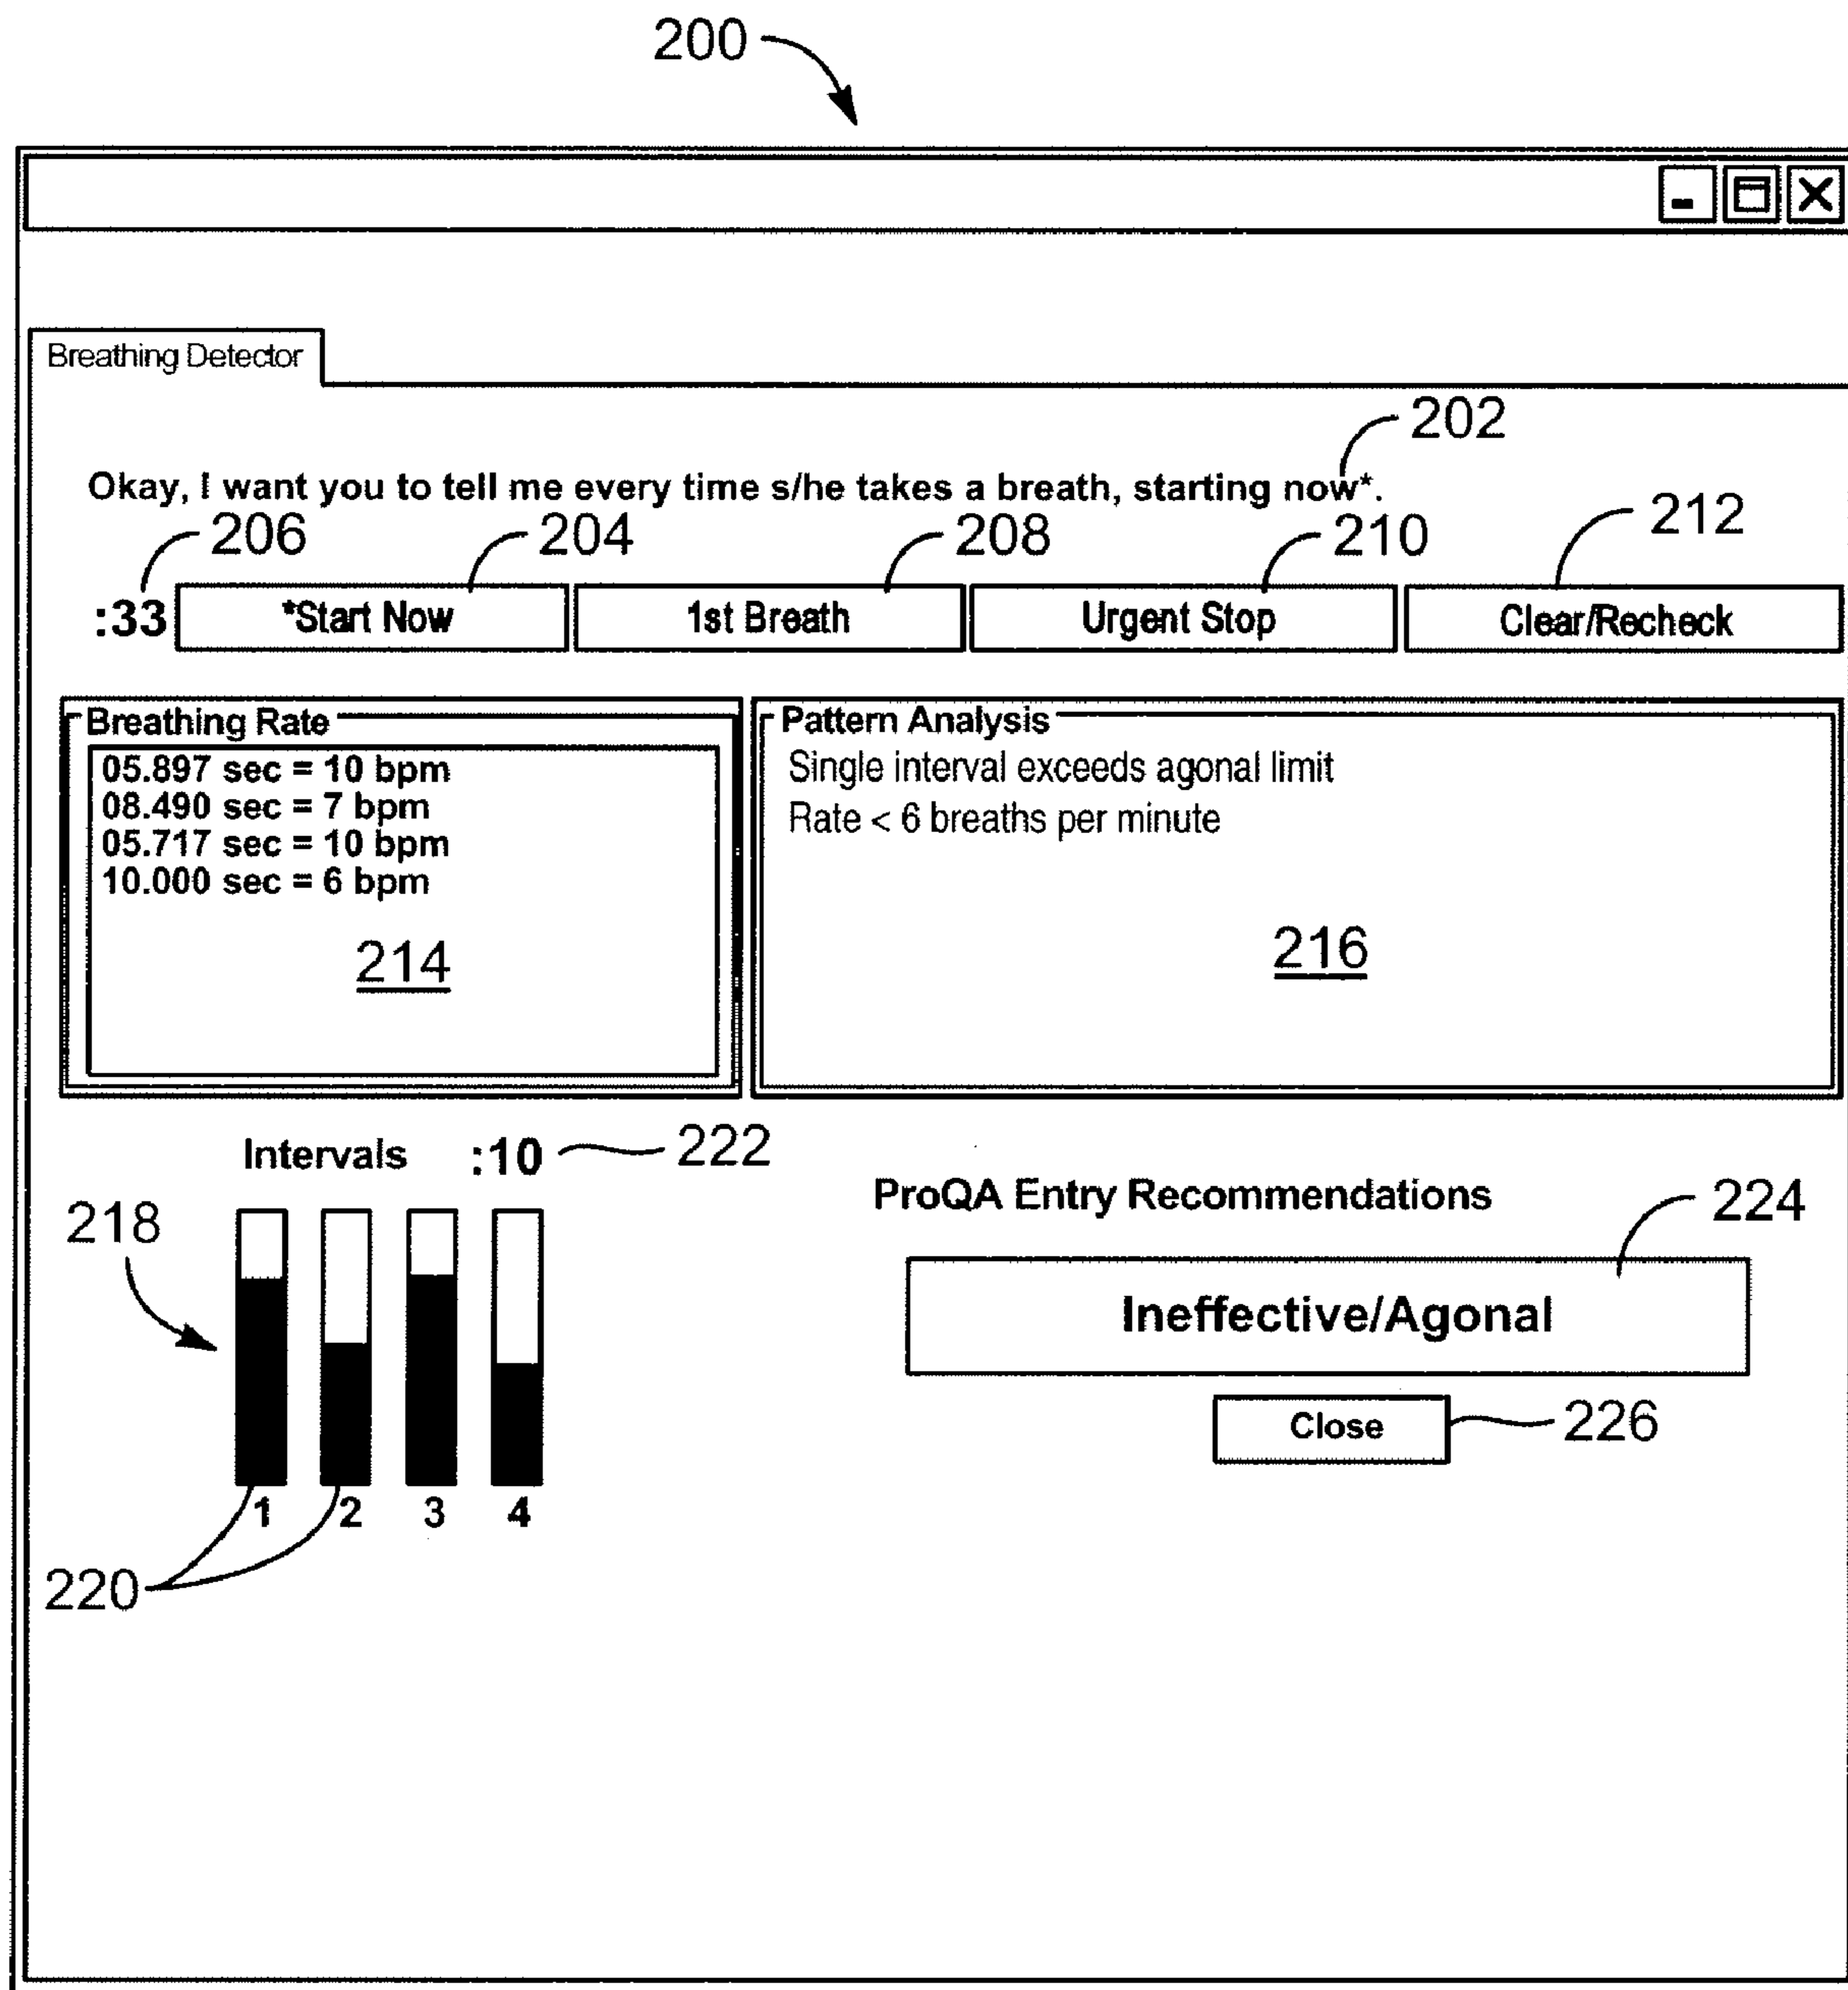 200
Breathing Detector
202
Okay, I want you to tell me every time s/he takes a breath, starting now*.
206 204 208 210 212
:33 *Start Now 1st Breath Urgent Stop Clear/Recheck
Breathing Rate
05.897 sec = 10 bpm
08.490 sec = 7 bpm
05.717 sec = 10 bpm
10.000 sec = 6 bpm
214
Pattern Analysis
Single interval exceeds agonal limit
Rate < 6 breaths per minute
216
Intervals :10 222
218
1 2 3 4
220
ProQA Entry Recommendations
224
Ineffective/Agonal
Close 226